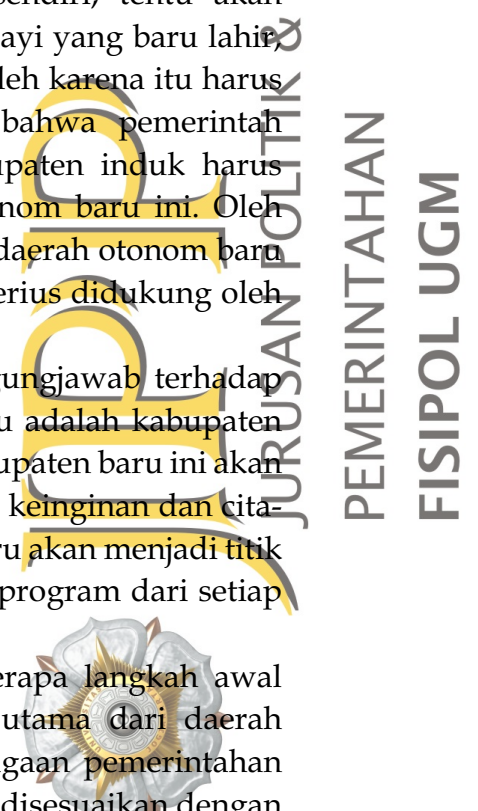 sendiri, tentu akan
ayi yang baru lahir,
leh karena itu harus
bahwa pemerintah
upaten induk harus
nom baru ini. Oleh
daerah otonom baru
erius didukung oleh
gungjawab terhadap
u adalah kabupaten
upaten baru ini akan
keinginan dan cita-
ru akan menjadi titik
program dari setiap
erapa langkah awal
utama dari daerah
gaan pemerintahan
disesuaikan dengan
jpp
JURUSAN POLITIK &
PEMERINTAHAN
FISIPOL UGM